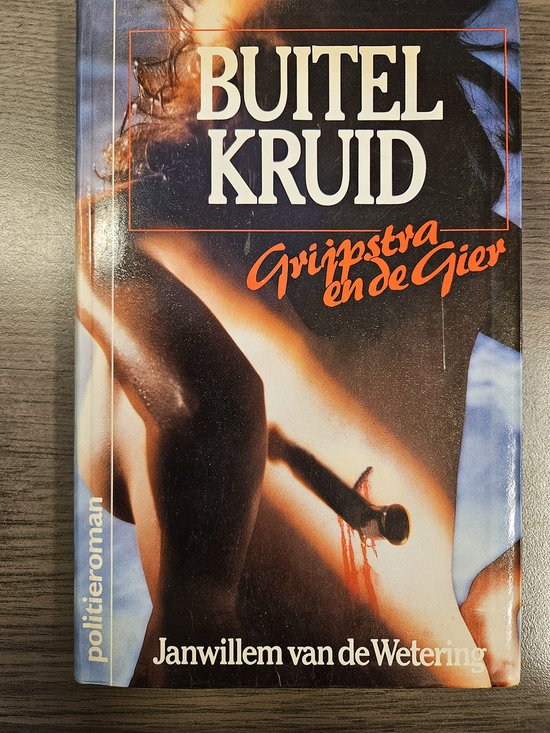 BUITEL
KRUID
Grijpstra
en de Gier
politieroman
Janwillem van de Wetering